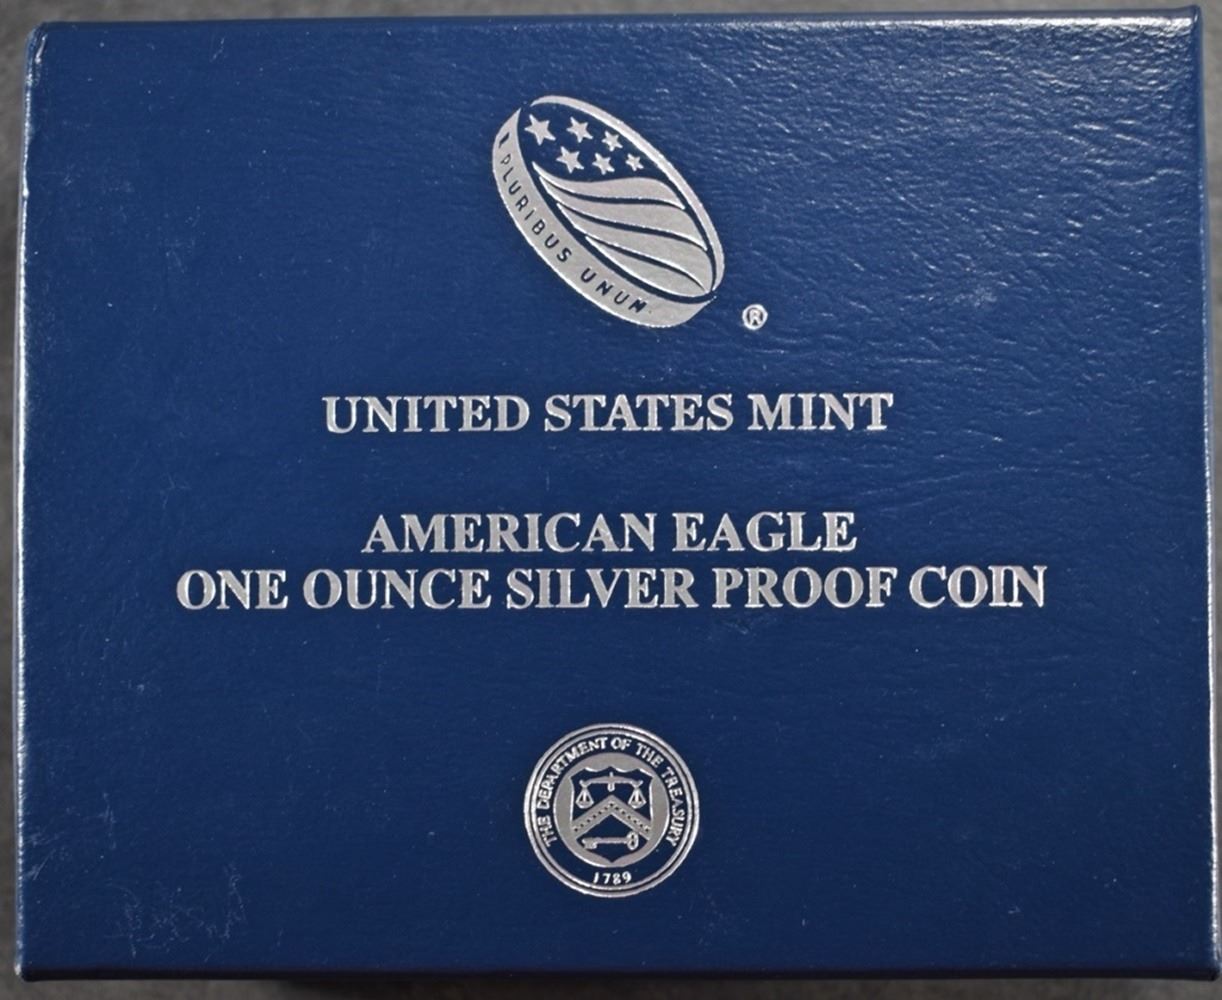 PLURIBUS UNUM
®
UNITED STATES MINT
AMERICAN EAGLE
ONE OUNCE SILVER PROOF COIN
THE DEPARTMENT OF THE TREASURY
1789